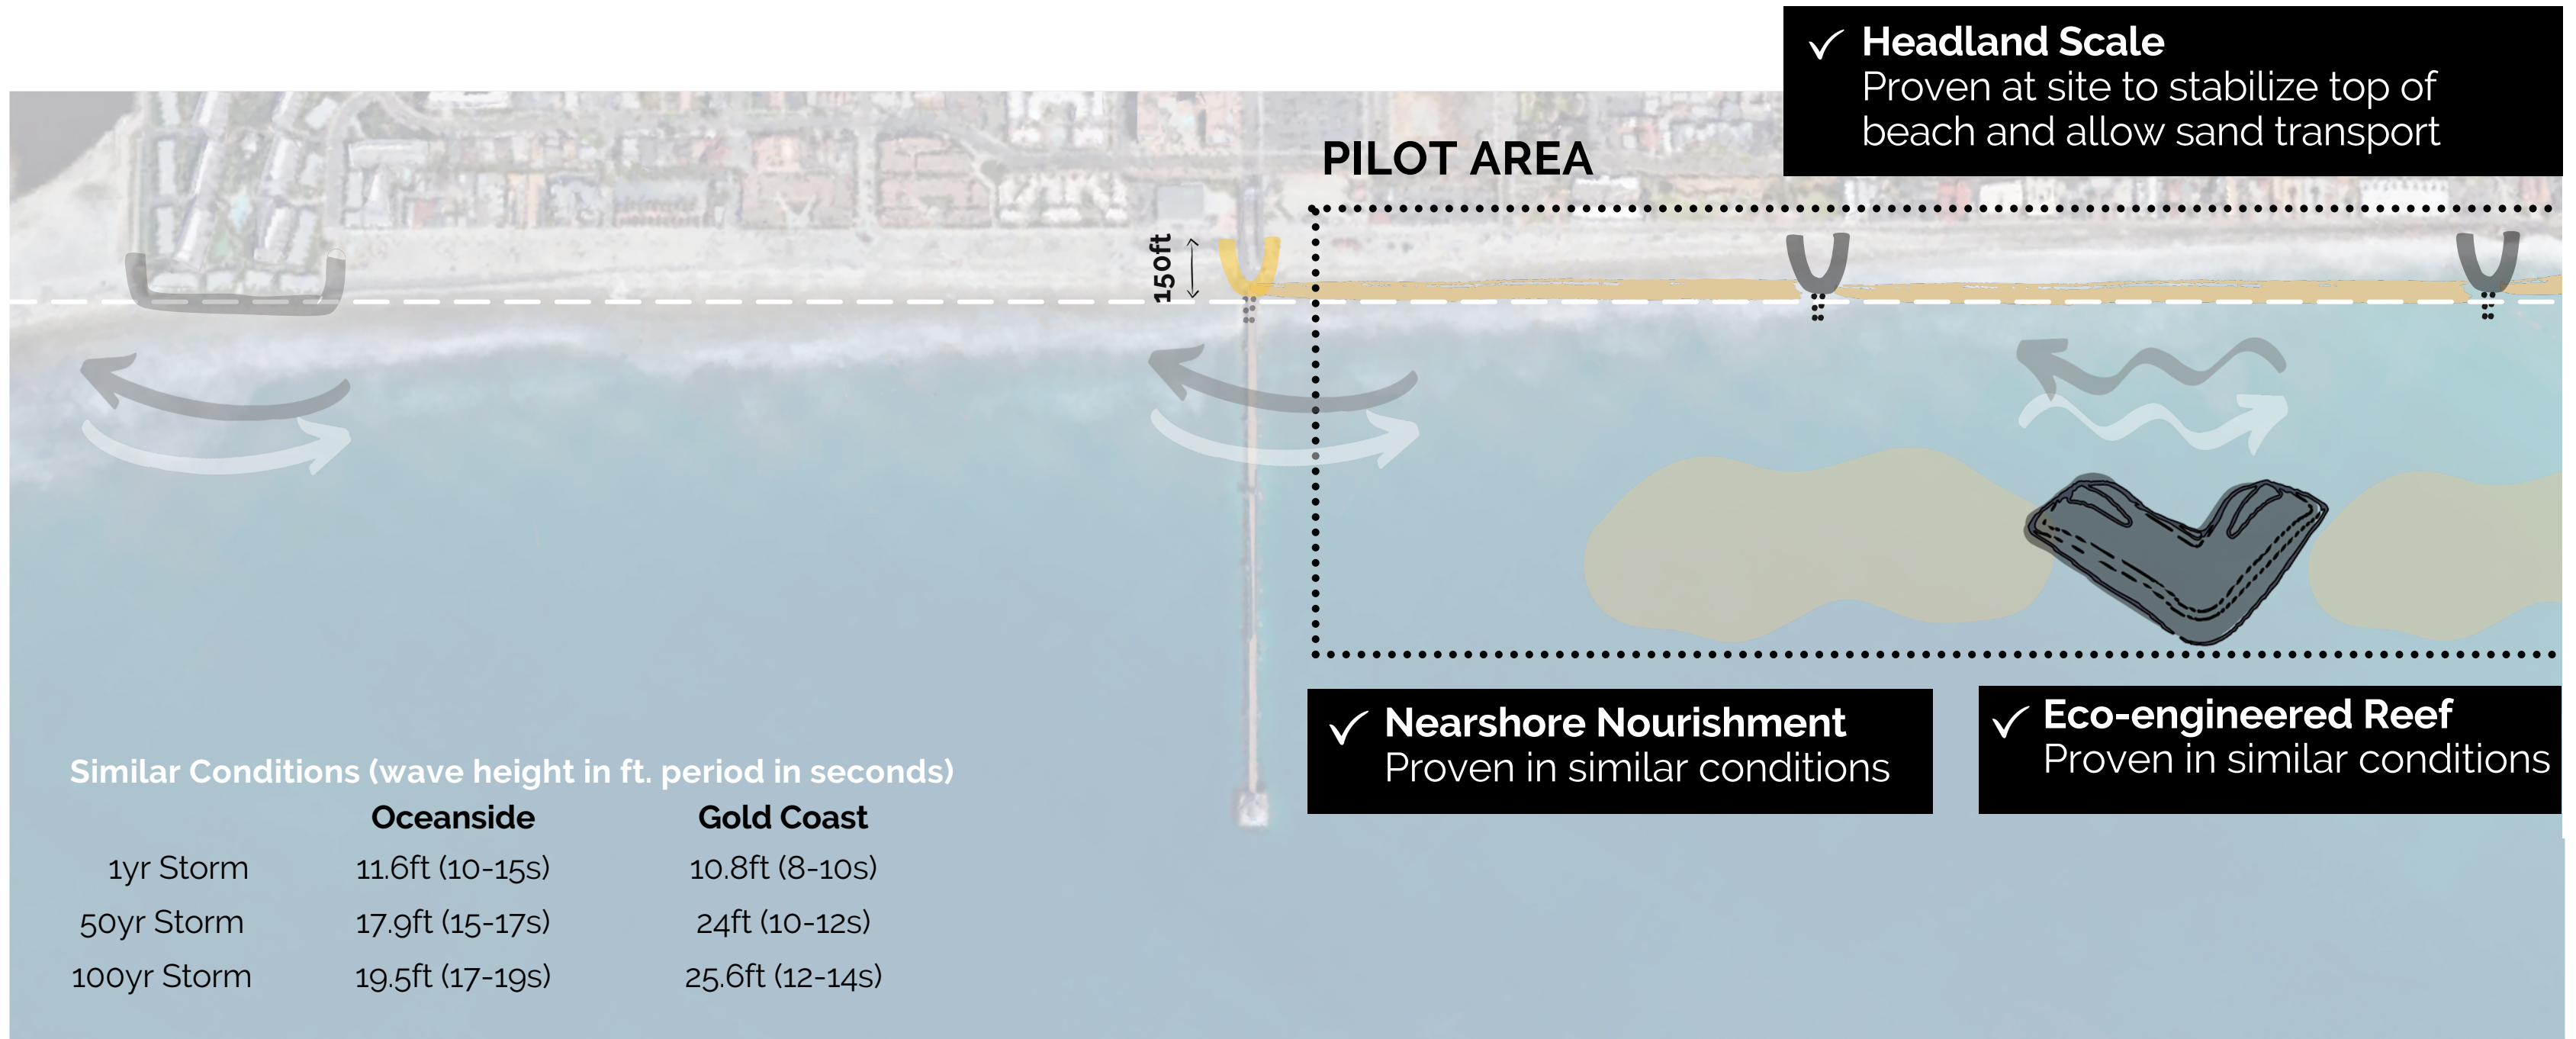 Headland Scale
Proven at site to stabilize top of
beach and allow sand transport
PILOT AREA
150ft
Nearshore Nourishment
Proven in similar conditions
Eco-engineered Reef
Proven in similar conditions
Similar Conditions (wave height in ft. period in seconds)
Oceanside Gold Coast
1yr Storm 11.6ft (10-15s) 10.8ft (8-10s)
50yr Storm 17.9ft (15-17s) 24ft (10-12s)
100yr Storm 19.5ft (17-19s) 25.6ft (12-14s)